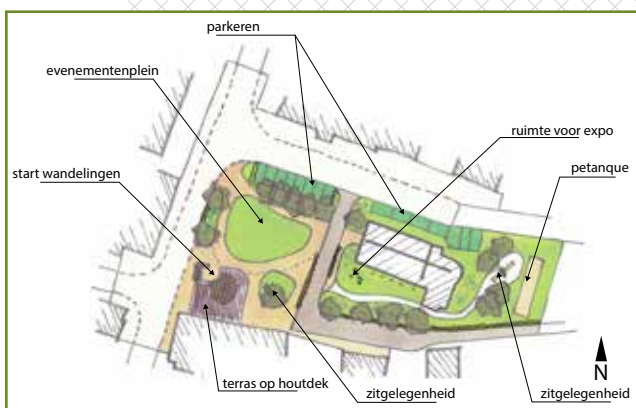 parkeren
evenementenplein
ruimte voor expo
start wandelingen
petanque
terras op houtdek
zitgelegenheid
zitgelegenheid
N